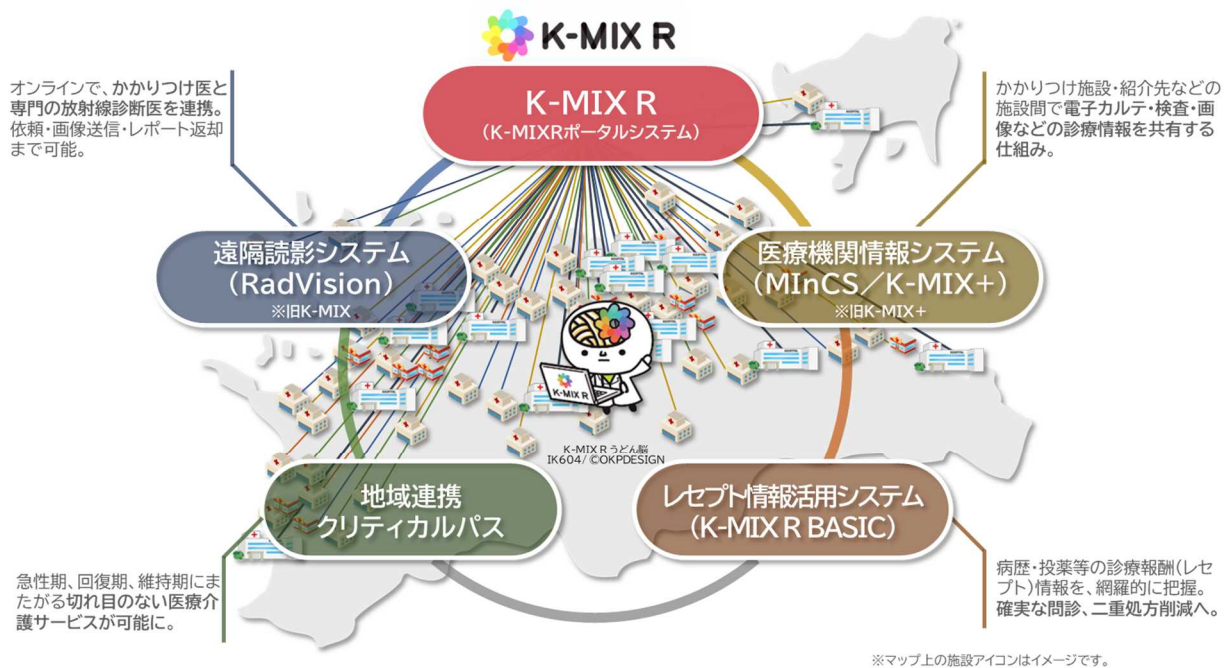 K-MIX R
K-MIX R
（K-MIXRポータルシステム）
オンラインで、かかりつけ医と
専門の放射線診断医を連携。
依頼・画像送信・レポート返却
まで可能。
かかりつけ施設・紹介先などの
施設間で電子カルテ・検査・画
像などの診療情報を共有する
仕組み。
遠隔読影システム
（RadVision）
※旧K-MIX
医療機関情報システム
（MInCS／K-MIX+）
※旧K-MIX+
K-MIX R
K-MIX R うどん脳
IK604/ ©OKPDESIGN
地域連携
クリティカルパス
レセプト情報活用システム
（K-MIX R BASIC）
急性期、回復期、維持期にま
たがる切れ目のない医療介
護サービスが可能に。
病歴・投薬等の診療報酬(レセ
プト)情報を、網羅的に把握。
確実な問診、二重処方削減へ。
※マップ上の施設アイコンはイメージです。